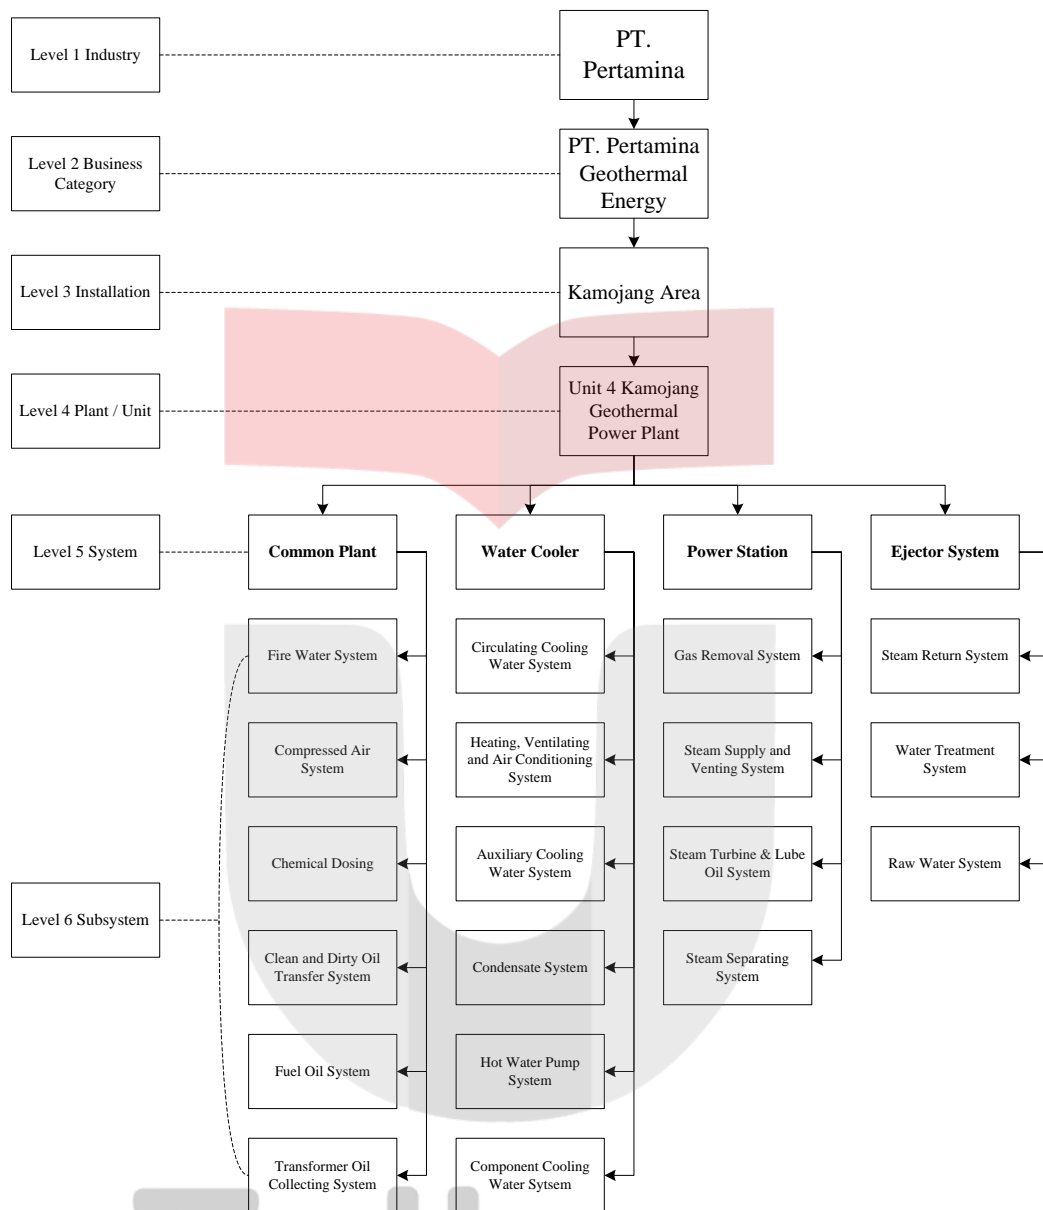 Level 1 Industry
PT.
Pertamina
Level 2 Business
Category
PT. Pertamina
Geothermal
Energy
Level 3 Installation
Kamojang Area
Level 4 Plant / Unit
Unit 4 Kamojang
Geothermal
Power Plant
Level 5 System
Common Plant
Water Cooler
Power Station
Ejector System
Fire Water System
Circulating Cooling
Water System
Gas Removal System
Steam Return System
Compressed Air
System
Heating, Ventilating
and Air Conditioning
System
Steam Supply and
Venting System
Water Treatment
System
Level 6 Subsystem
Chemical Dosing
Auxiliary Cooling
Water System
Steam Turbine & Lube
Oil System
Raw Water System
Clean and Dirty Oil
Transfer System
Condensate System
Steam Separating
System
Fuel Oil System
Hot Water Pump
System
Transformer Oil
Collecting System
Component Cooling
Water Sytsem